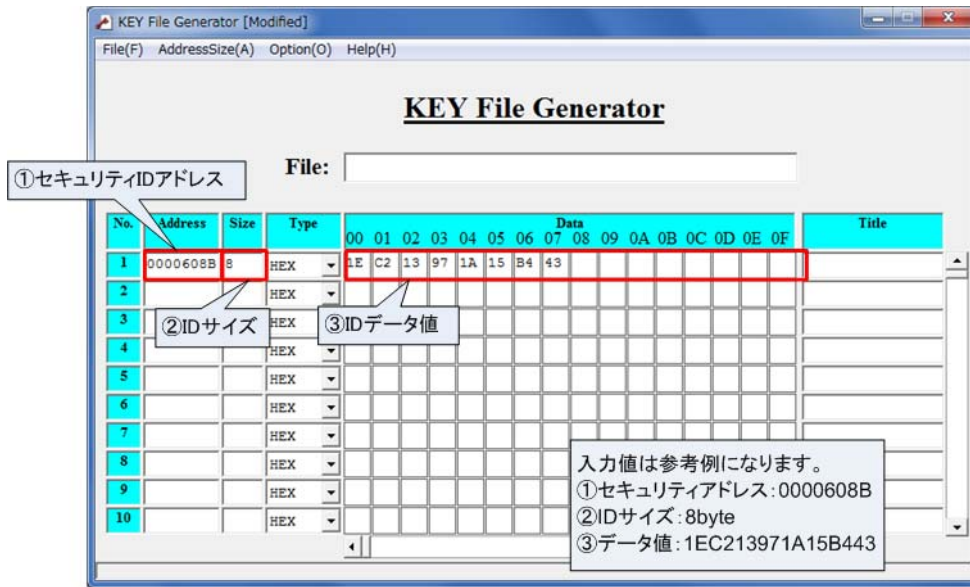 KEY File Generator [Modified]
File(F) AddressSize(A) Option(O) Help(H)
KEY File Generator
File:
①セキュリティIDアドレス
No. Address Size Type Data Title
00 01 02 03 04 05 06 07 08 09 0A 0B 0C 0D 0E 0F
1 0000608B 8 HEX 1E C2 13 97 1A 15 B4 43
2 HEX
②IDサイズ
③IDデータ値
3 HEX
4 HEX
5 HEX
6 HEX
7 HEX
8 HEX
9 HEX
10 HEX
入力値は参考例になります。
①セキュリティアドレス:0000608B
②IDサイズ:8byte
③データ値:1EC213971A15B443